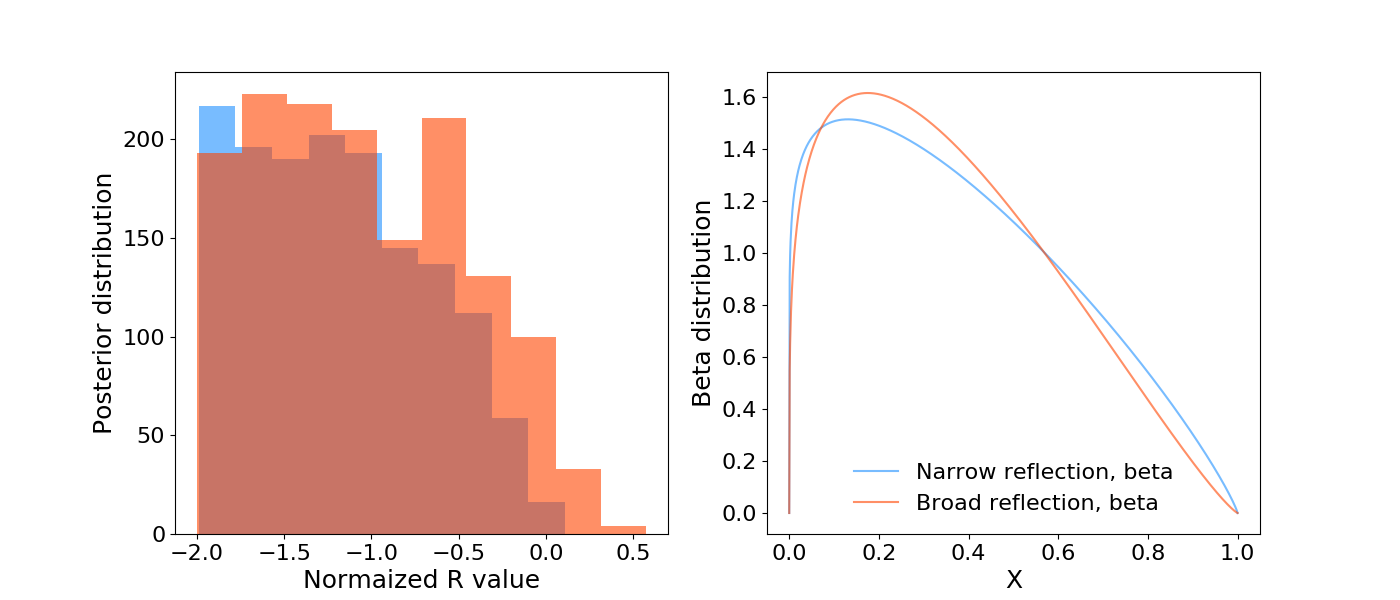 Posterior distribution
200
150
100
50
0
−2.0 −1.5 −1.0 −0.5 0.0 0.5
Normaized R value
Beta distribution
1.6
1.4
1.2
1.0
0.8
0.6
0.4
0.2
0.0
Narrow reflection, beta
Broad reflection, beta
0.0 0.2 0.4 0.6 0.8 1.0
X